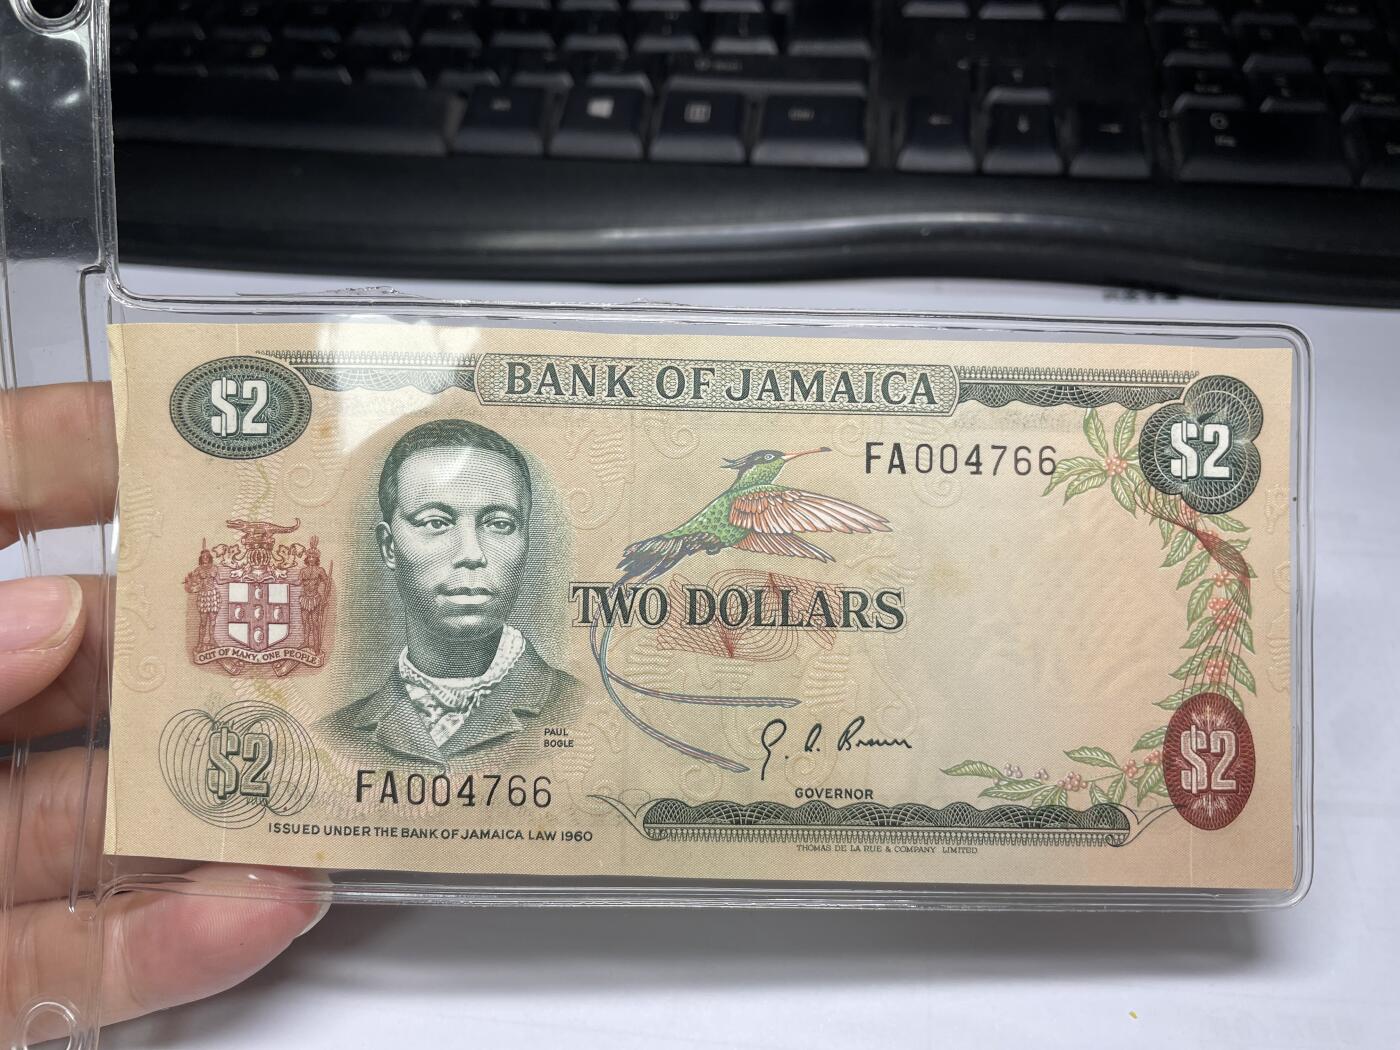 BANK OF JAMAICA
$2
$2
FA004766
TWO DOLLARS
OUT OF MANY, ONE PEOPLE
PAUL
BOGLE
G. A. Brown
$2
$2
FA004766
GOVERNOR
ISSUED UNDER THE BANK OF JAMAICA LAW 1960
THOMAS DE LA RUE & COMPANY LIMITED